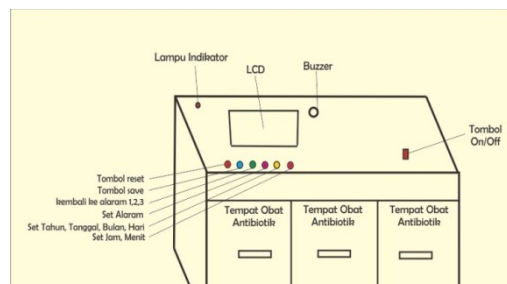 Lampu Indikator
LCD
Buzzer
Tombol
On/Off
Tombol reset
Tombol save
kembali ke alaram 1,2,3
Set Alaram
Set Tahun, Tanggal, Bulan, Hari
Set Jam, Menit
Tempat Obat
Antibiotik
Tempat Obat
Antibiotik
Tempat Obat
Antibiotik